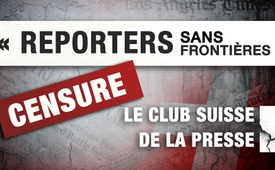 « REPORTERS SANS
FRONTIÈRES
CENSURE
LE CLUB SUISSE
DE LA PRESSE